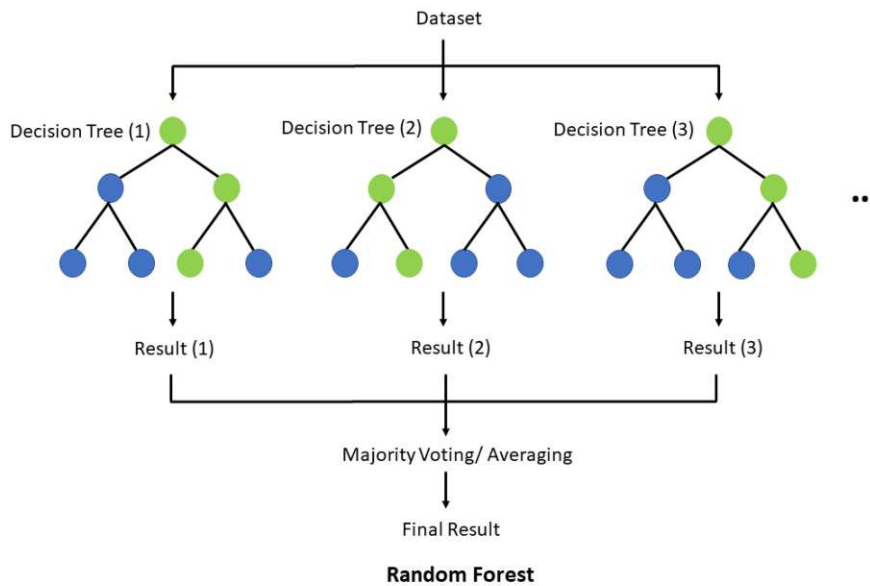 Dataset
Decision Tree (1)
Decision Tree (2)
Decision Tree (3)
..
Result (1)
Result (2)
Result (3)
Majority Voting/ Averaging
Final Result
Random Forest